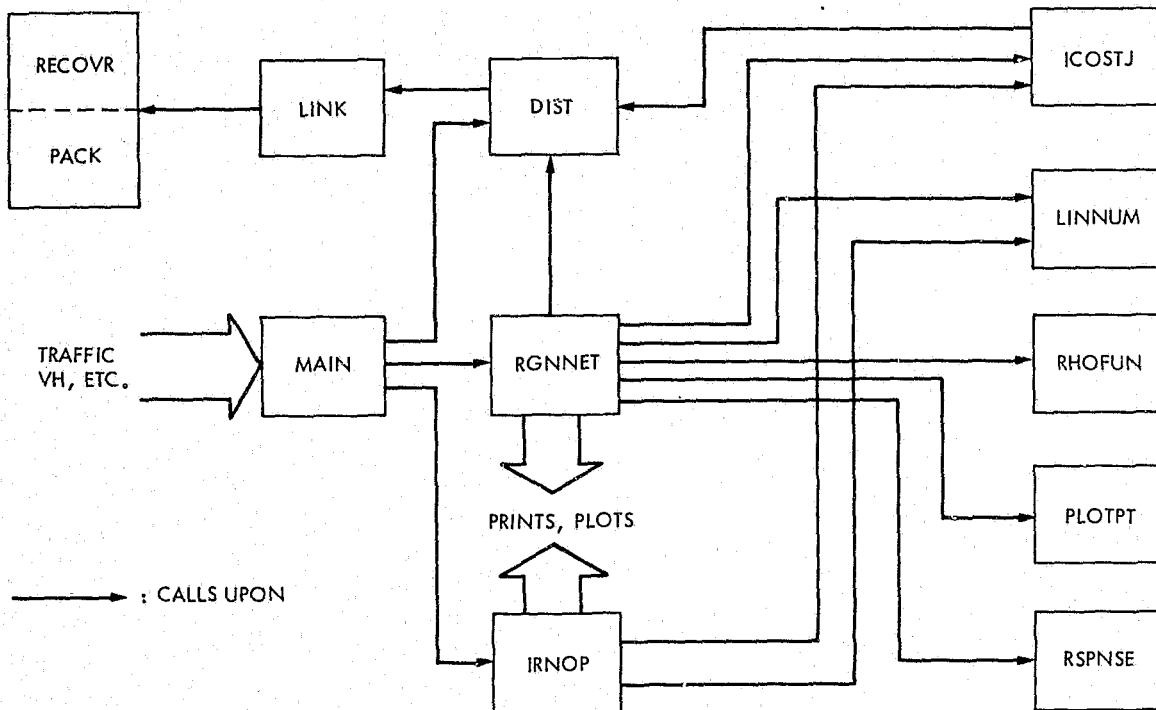 RECOVR
PACK
LINK
DIST
ICOSTJ
LINNUM
TRAFFIC
VH, ETC.
MAIN
RGNNET
RHOFUN
PRINTS, PLOTS
PLOTPT
: CALLS UPON
IRNOP
RSPNSE